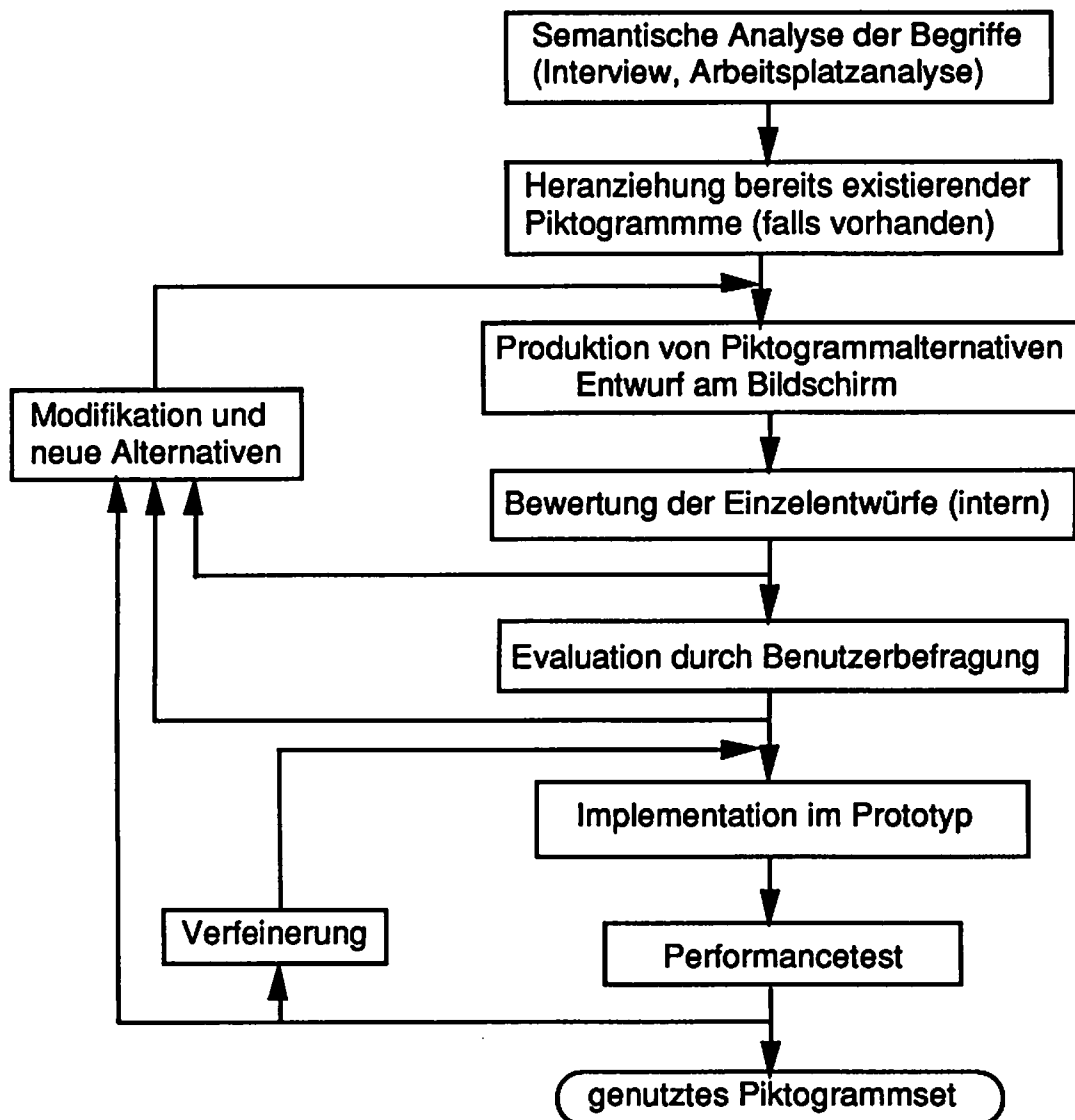 Semantische Analyse der Begriffe
(Interview, Arbeitsplatzanalyse)
Heranziehung bereits existierender
Piktogrammme (falls vorhanden)
Produktion von Piktogrammalternativen
Entwurf am Bildschirm
Modifikation und
neue Alternativen
Bewertung der Einzelentwürfe (intern)
Evaluation durch Benutzerbefragung
Implementation im Prototyp
Verfeinerung
Performancetest
genutztes Piktogrammset